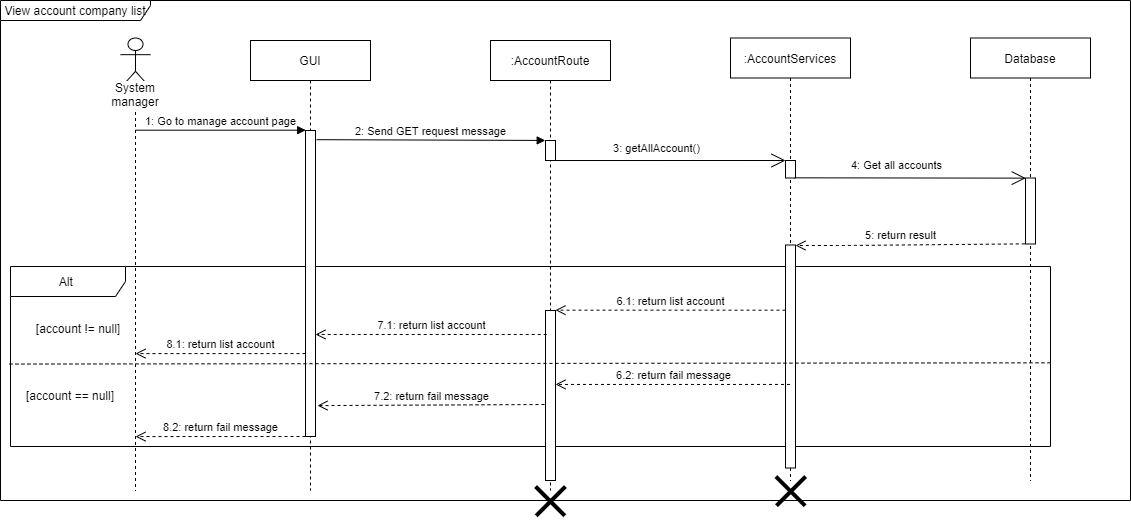 View account company list
GUI
:AccountRoute
:AccountServices
Database
System
manager
1: Go to manage account page
2: Send GET request message
3: getAllAccount()
4: Get all accounts
5: return result
Alt
6.1: return list account
[account != null]
7.1: return list account
8.1: return list account
6.2: return fail message
[account == null]
7.2: return fail message
8.2: return fail message